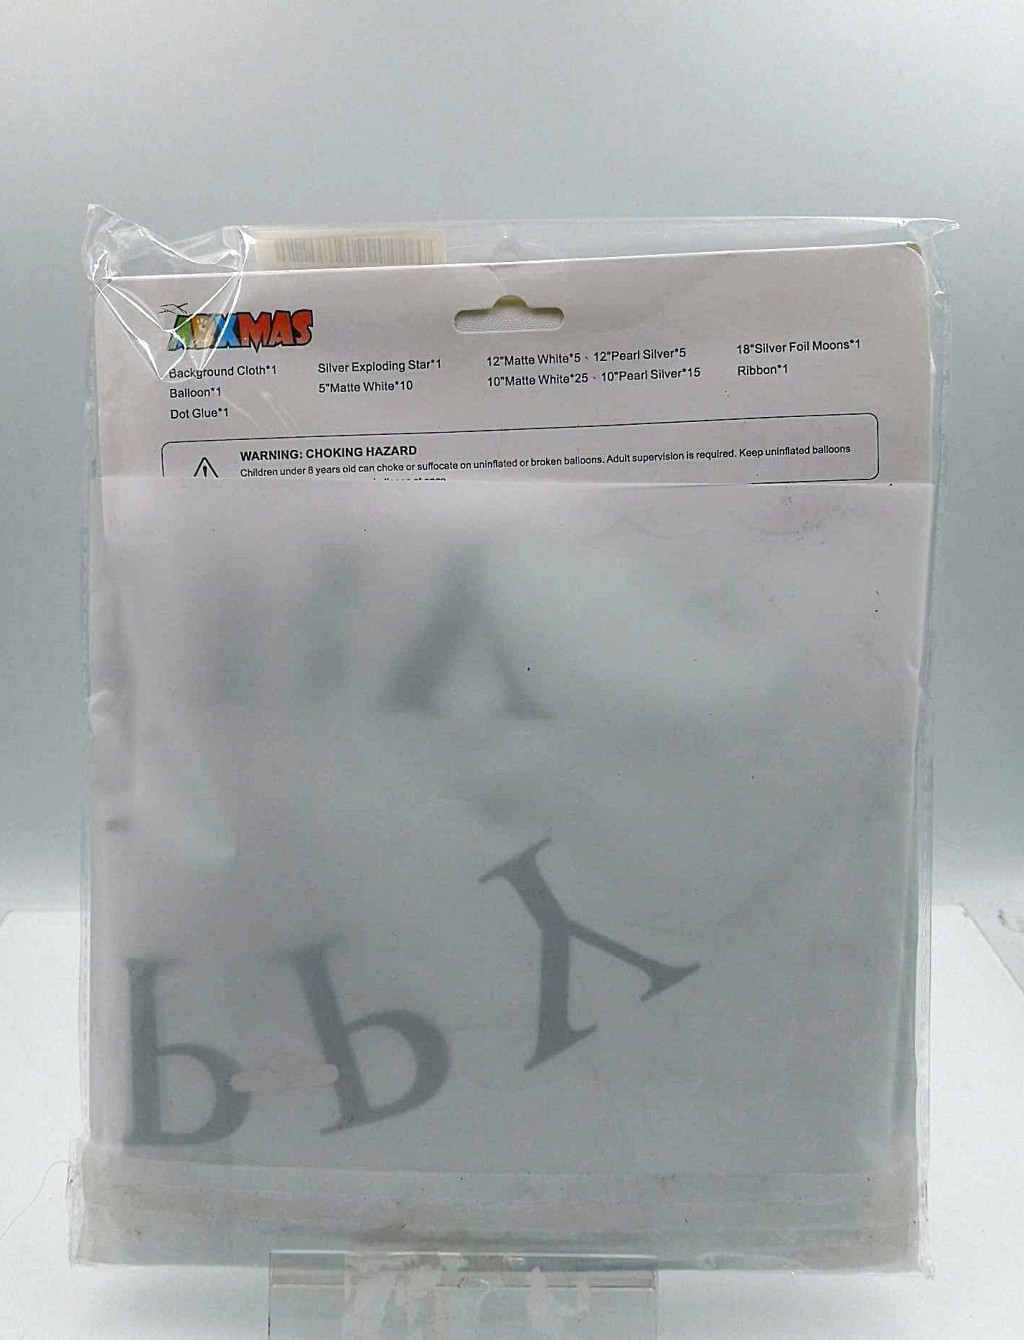 AUXMAS
Background Cloth*1
Balloon*1
Dot Glue*1
Silver Exploding Star*1
5"Matte White*10
12"Matte White*5、12"Pearl Silver*5
10"Matte White*25、10"Pearl Silver*15
18"Silver Foil Moons*1
Ribbon*1
WARNING: CHOKING HAZARD
Children under 8 years old can choke or suffocate on uninflated or broken balloons. Adult supervision is required. Keep uninflated balloons
PPY